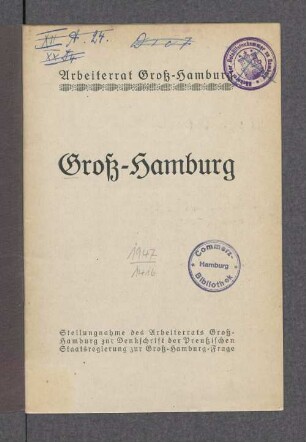 A. 24.
Arbeiterrat Groß-Hamburg
Groß-Hamburg
1947
Commerz-
Hamburg
Bibliothek
Stellungnahme des Arbeiterrats Groß-
Hamburg zur Denkschrift der Preußischen
Staatsregierung zur Groß-Hamburg-Frage